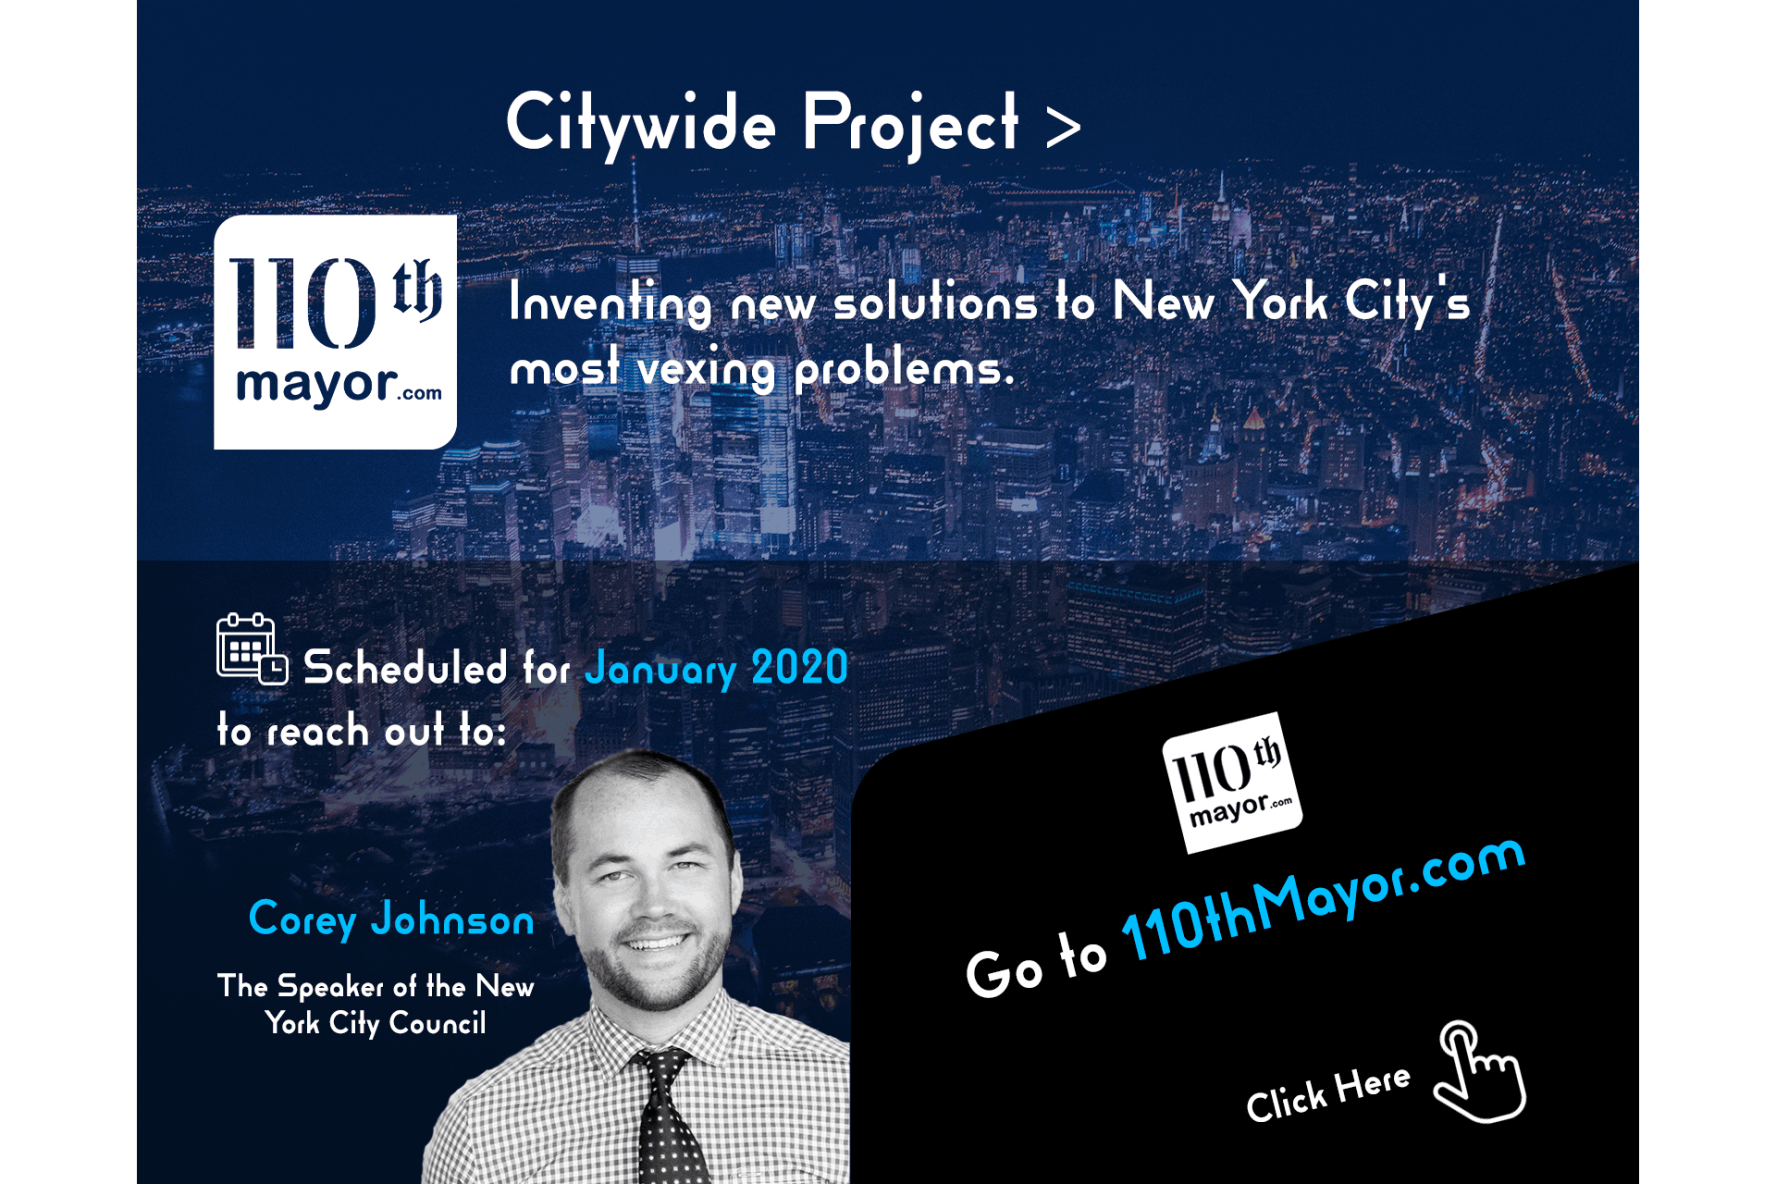 Citywide Project >
110th
mayor.com
Inventing new solutions to New York City's
most vexing problems.
Scheduled for January 2020
to reach out to:
Corey Johnson
The Speaker of the New
York City Council
110th
mayor.com
Go to 110thMayor.com
Click Here